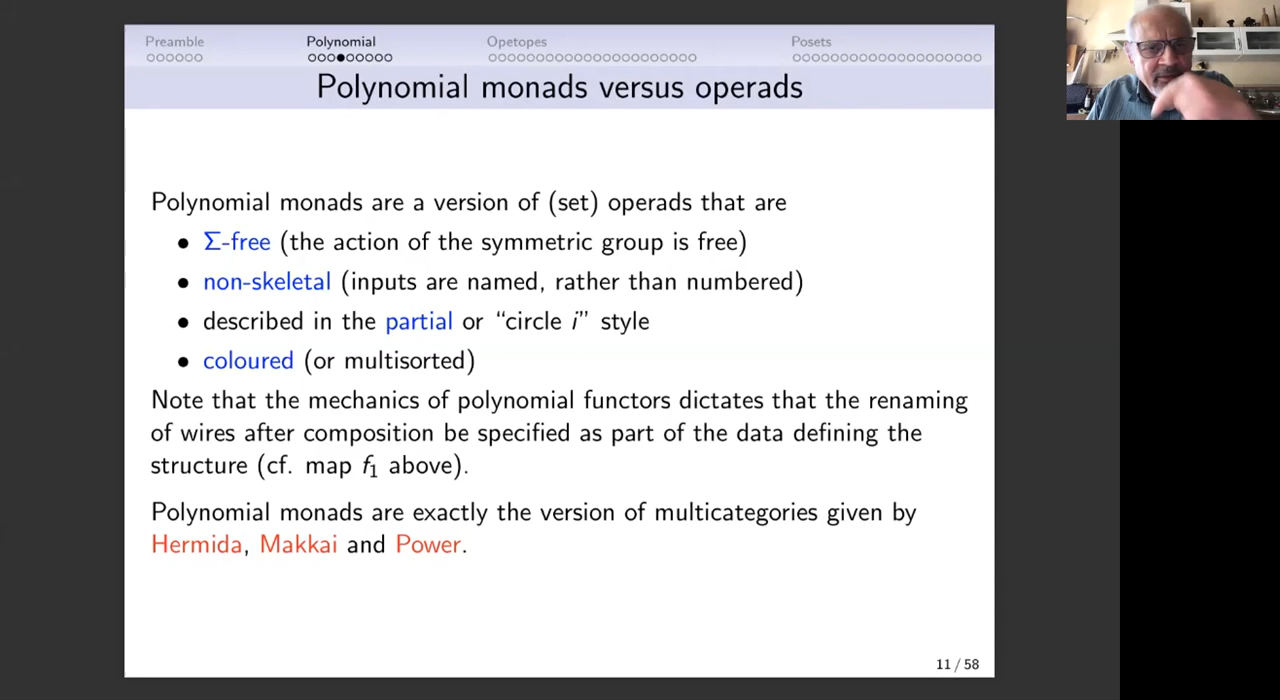 Preamble Polynomial Opetopes Posets
Polynomial monads versus operads
Polynomial monads are a version of (set) operads that are
• Σ-free (the action of the symmetric group is free)
• non-skeletal (inputs are named, rather than numbered)
• described in the partial or “circle i” style
• coloured (or multisorted)
Note that the mechanics of polynomial functors dictates that the renaming
of wires after composition be specified as part of the data defining the
structure (cf. map f₁ above).
Polynomial monads are exactly the version of multicategories given by
Hermida, Makkai and Power.
11 / 58